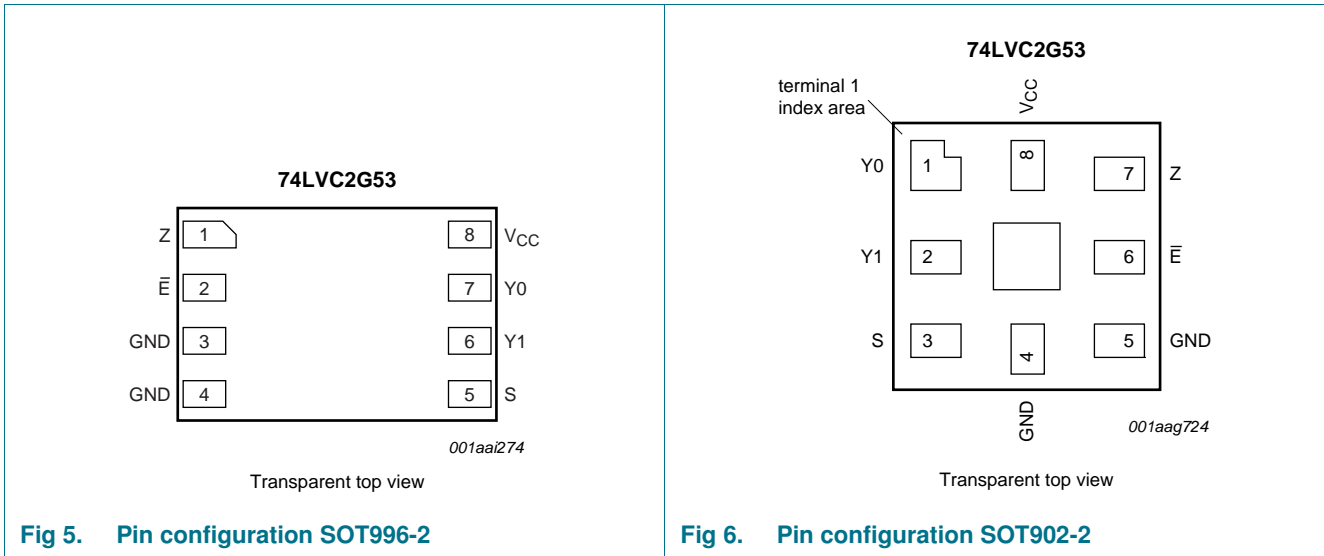 74LVC2G53
Z 1 8 VCC
E̅ 2 7 Y0
GND 3 6 Y1
GND 4 5 S
001aai274
Transparent top view
Fig 5. Pin configuration SOT996-2
74LVC2G53
terminal 1
index area
VCC
Y0 1 8 7 Z
Y1 2 6 E̅
S 3 4 5 GND
GND
001aag724
Transparent top view
Fig 6. Pin configuration SOT902-2